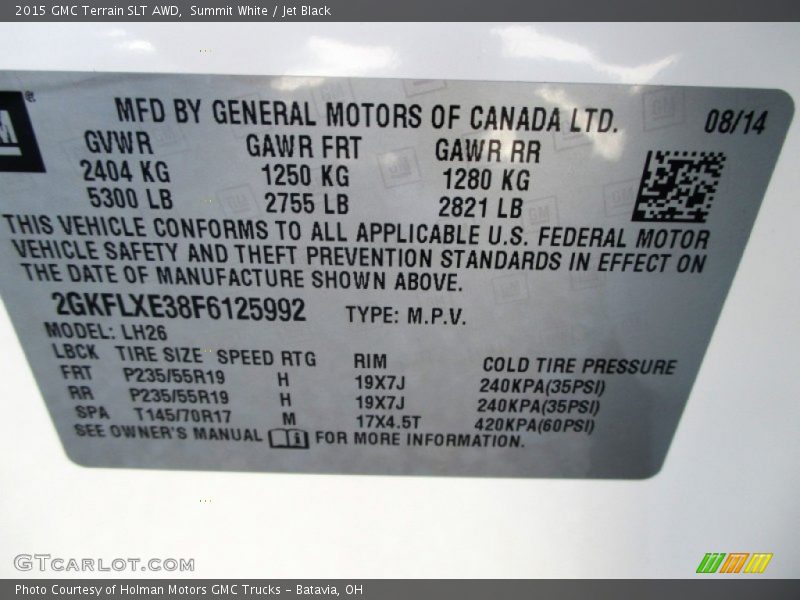 2015 GMC Terrain SLT AWD,  Summit White / Jet Black
MFD BY GENERAL MOTORS OF CANADA LTD.
08/14
GVWR GAWR FRT GAWR RR
2404 KG 1250 KG 1280 KG
5300 LB 2755 LB 2821 LB
THIS VEHICLE CONFORMS TO ALL APPLICABLE U.S. FEDERAL MOTOR
VEHICLE SAFETY AND THEFT PREVENTION STANDARDS IN EFFECT ON
THE DATE OF MANUFACTURE SHOWN ABOVE.
2GKFLXE38F6125992 TYPE: M.P.V.
MODEL: LH26
LBCK TIRE SIZE SPEED RTG RIM COLD TIRE PRESSURE
FRT P235/55R19 H 19X7J 240KPA(35PSI)
RR P235/55R19 H 19X7J 240KPA(35PSI)
SPA T145/70R17 M 17X4.5T 420KPA(60PSI)
SEE OWNER'S MANUAL FOR MORE INFORMATION.
GTCARLOT.COM
Photo Courtesy of Holman Motors GMC Trucks - Batavia, OH